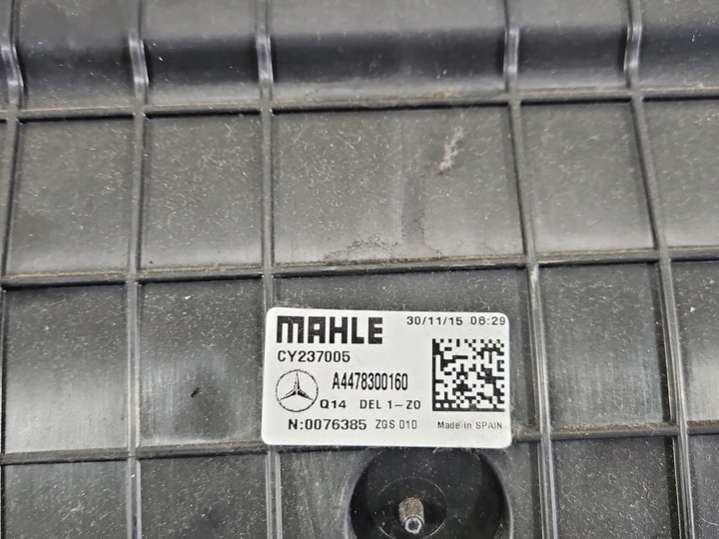 MAHLE 30/11/15 08:29
CY237005
A4478300160
Q14 DEL 1-Z0
N:0076385 ZGS 010 Made in SPAIN